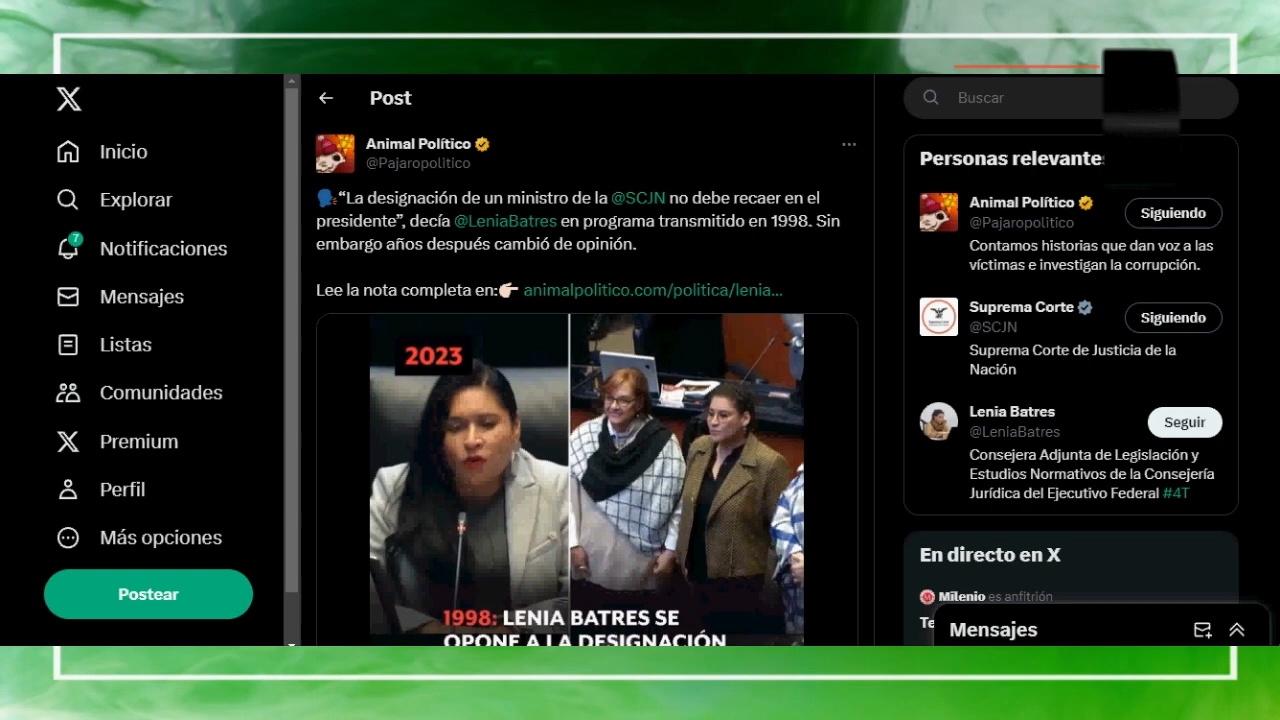 Inicio
Explorar
7
Notificaciones
Mensajes
Listas
Comunidades
Premium
Perfil
Más opciones
Postear
Post
Animal Político
@Pajaropolitico
“La designación de un ministro de la @SCJN no debe recaer en el
presidente”, decía @LeniaBatres en programa transmitido en 1998. Sin
embargo años después cambió de opinión.
Lee la nota completa en: animalpolitico.com/politica/lenia...
2023
1998: LENIA BATRES SE
OPONE A LA DESIGNACIÓN
Buscar
Personas relevantes
Animal Político
@Pajaropolitico
Siguiendo
Contamos historias que dan voz a las
víctimas e investigan la corrupción.
Suprema Corte
@SCJN
Siguiendo
Suprema Corte de Justicia de la
Nación
Lenia Batres
@LeniaBatres
Seguir
Consejera Adjunta de Legislación y
Estudios Normativos de la Consejería
Jurídica del Ejecutivo Federal #4T
En directo en X
Milenio es anfitrión
Te
Mensajes